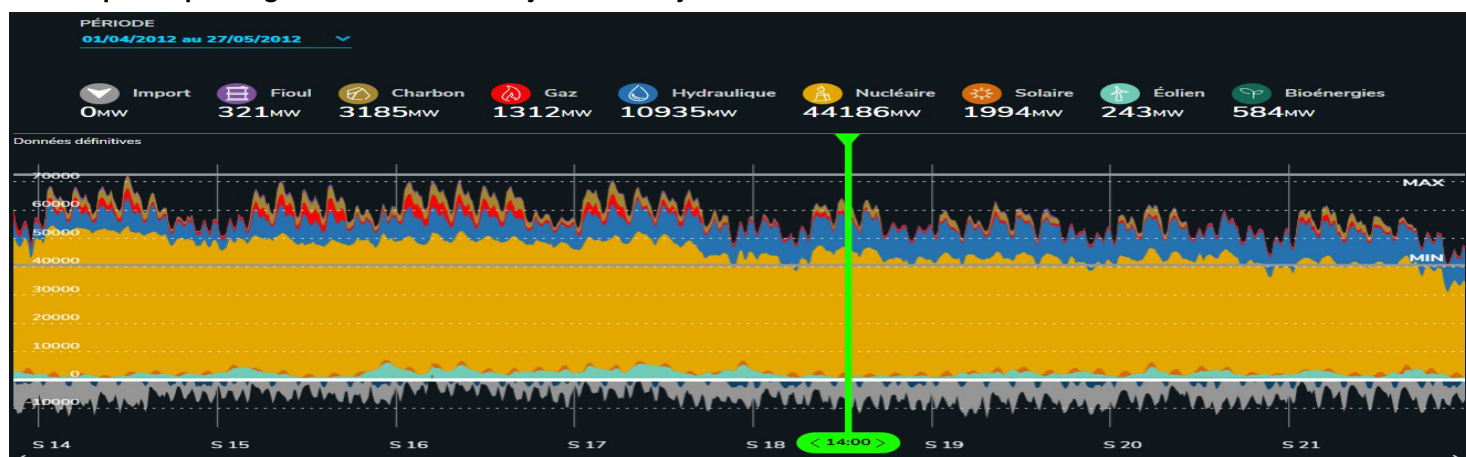 PÉRIODE
01/04/2012 au 27/05/2012
Import Fioul Charbon Gaz Hydraulique Nucléaire Solaire Éolien Bioénergies
0MW 321MW 3185MW 1312MW 10935MW 44186MW 1994MW 243MW 584MW
Données définitives
70000
MAX
60000
50000
40000
MIN
30000
20000
10000
0
-10000
S 14 S 15 S 16 S 17 S 18 < 14:00 > S 19 S 20 S 21